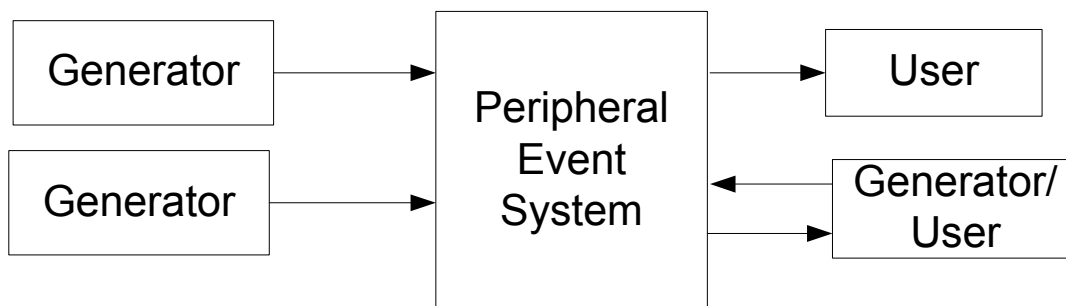 Generator
Generator
Peripheral
Event
System
User
Generator/
User